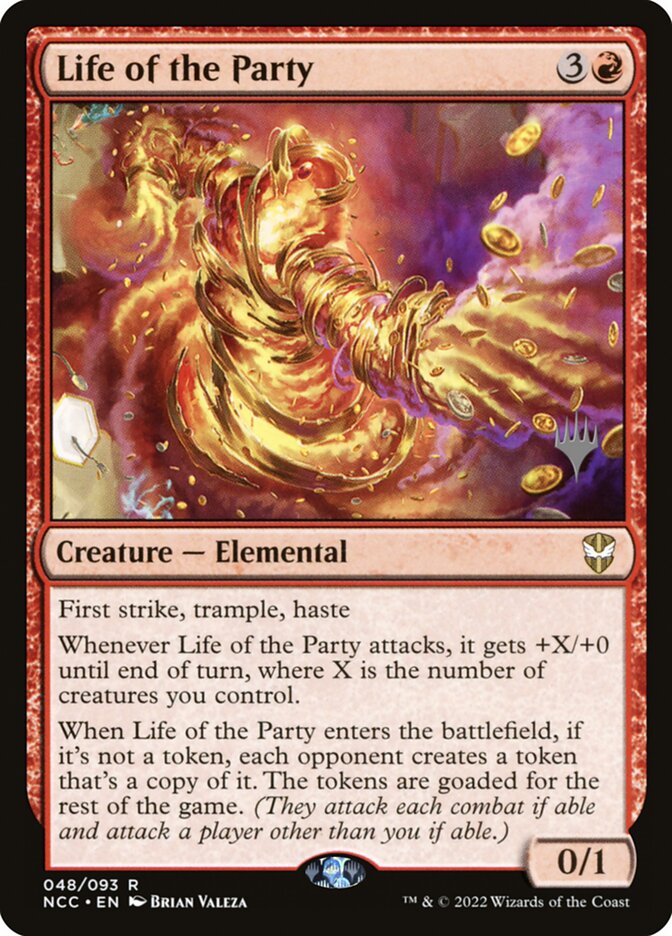 Life of the Party 3
Creature — Elemental
First strike, trample, haste
Whenever Life of the Party attacks, it gets +X/+0
until end of turn, where X is the number of
creatures you control.
When Life of the Party enters the battlefield, if
it's not a token, each opponent creates a token
that's a copy of it. The tokens are goaded for the
rest of the game. (They attack each combat if able
and attack a player other than you if able.)
0/1
048/093 R
NCC • EN Brian Valeza
™ & © 2022 Wizards of the Coast